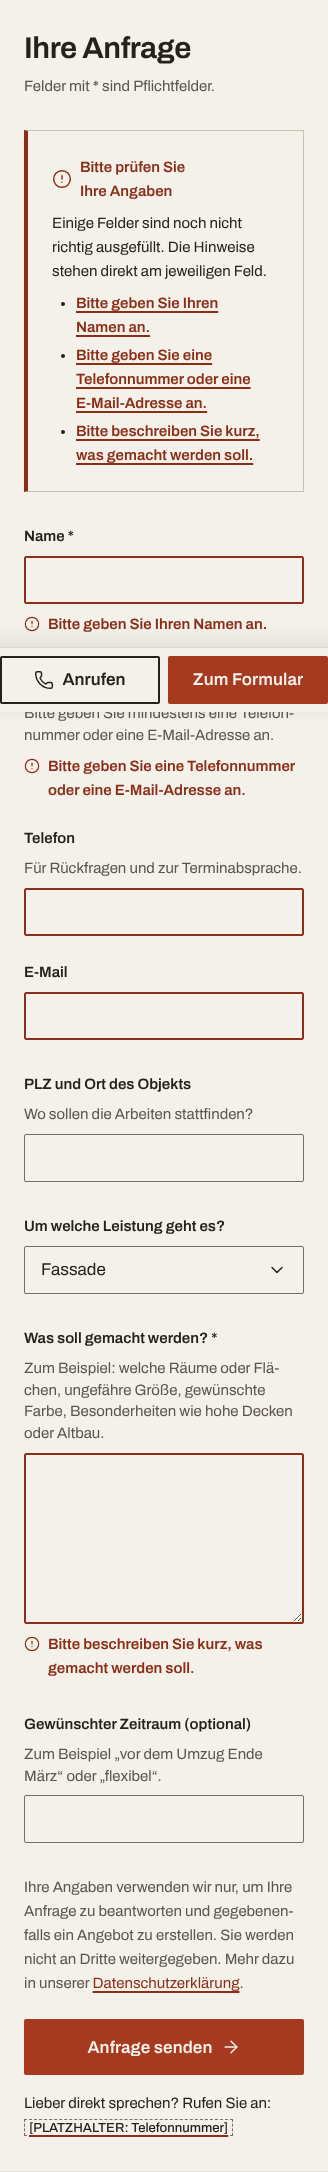 Ihre Anfrage
Felder mit * sind Pflichtfelder.
Bitte prüfen Sie
Ihre Angaben
Einige Felder sind noch nicht
richtig ausgefüllt. Die Hinweise
stehen direkt am jeweiligen Feld.
• Bitte geben Sie Ihren
Namen an.
• Bitte geben Sie eine
Telefonnummer oder eine
E-Mail-Adresse an.
• Bitte beschreiben Sie kurz,
was gemacht werden soll.
Name *
Bitte geben Sie Ihren Namen an.
Anrufen
Zum Formular
Bitte geben Sie mindestens eine Telefon-
nummer oder eine E-Mail-Adresse an.
Bitte geben Sie eine Telefonnummer
oder eine E-Mail-Adresse an.
Telefon
Für Rückfragen und zur Terminabsprache.
E-Mail
PLZ und Ort des Objekts
Wo sollen die Arbeiten stattfinden?
Um welche Leistung geht es?
Fassade
Was soll gemacht werden? *
Zum Beispiel: welche Räume oder Flä-
chen, ungefähre Größe, gewünschte
Farbe, Besonderheiten wie hohe Decken
oder Altbau.
Bitte beschreiben Sie kurz, was
gemacht werden soll.
Gewünschter Zeitraum (optional)
Zum Beispiel „vor dem Umzug Ende
März“ oder „flexibel“.
Ihre Angaben verwenden wir nur, um Ihre
Anfrage zu beantworten und gegebenen-
falls ein Angebot zu erstellen. Sie werden
nicht an Dritte weitergegeben. Mehr dazu
in unserer Datenschutzerklärung.
Anfrage senden
Lieber direkt sprechen? Rufen Sie an:
[PLATZHALTER: Telefonnummer]